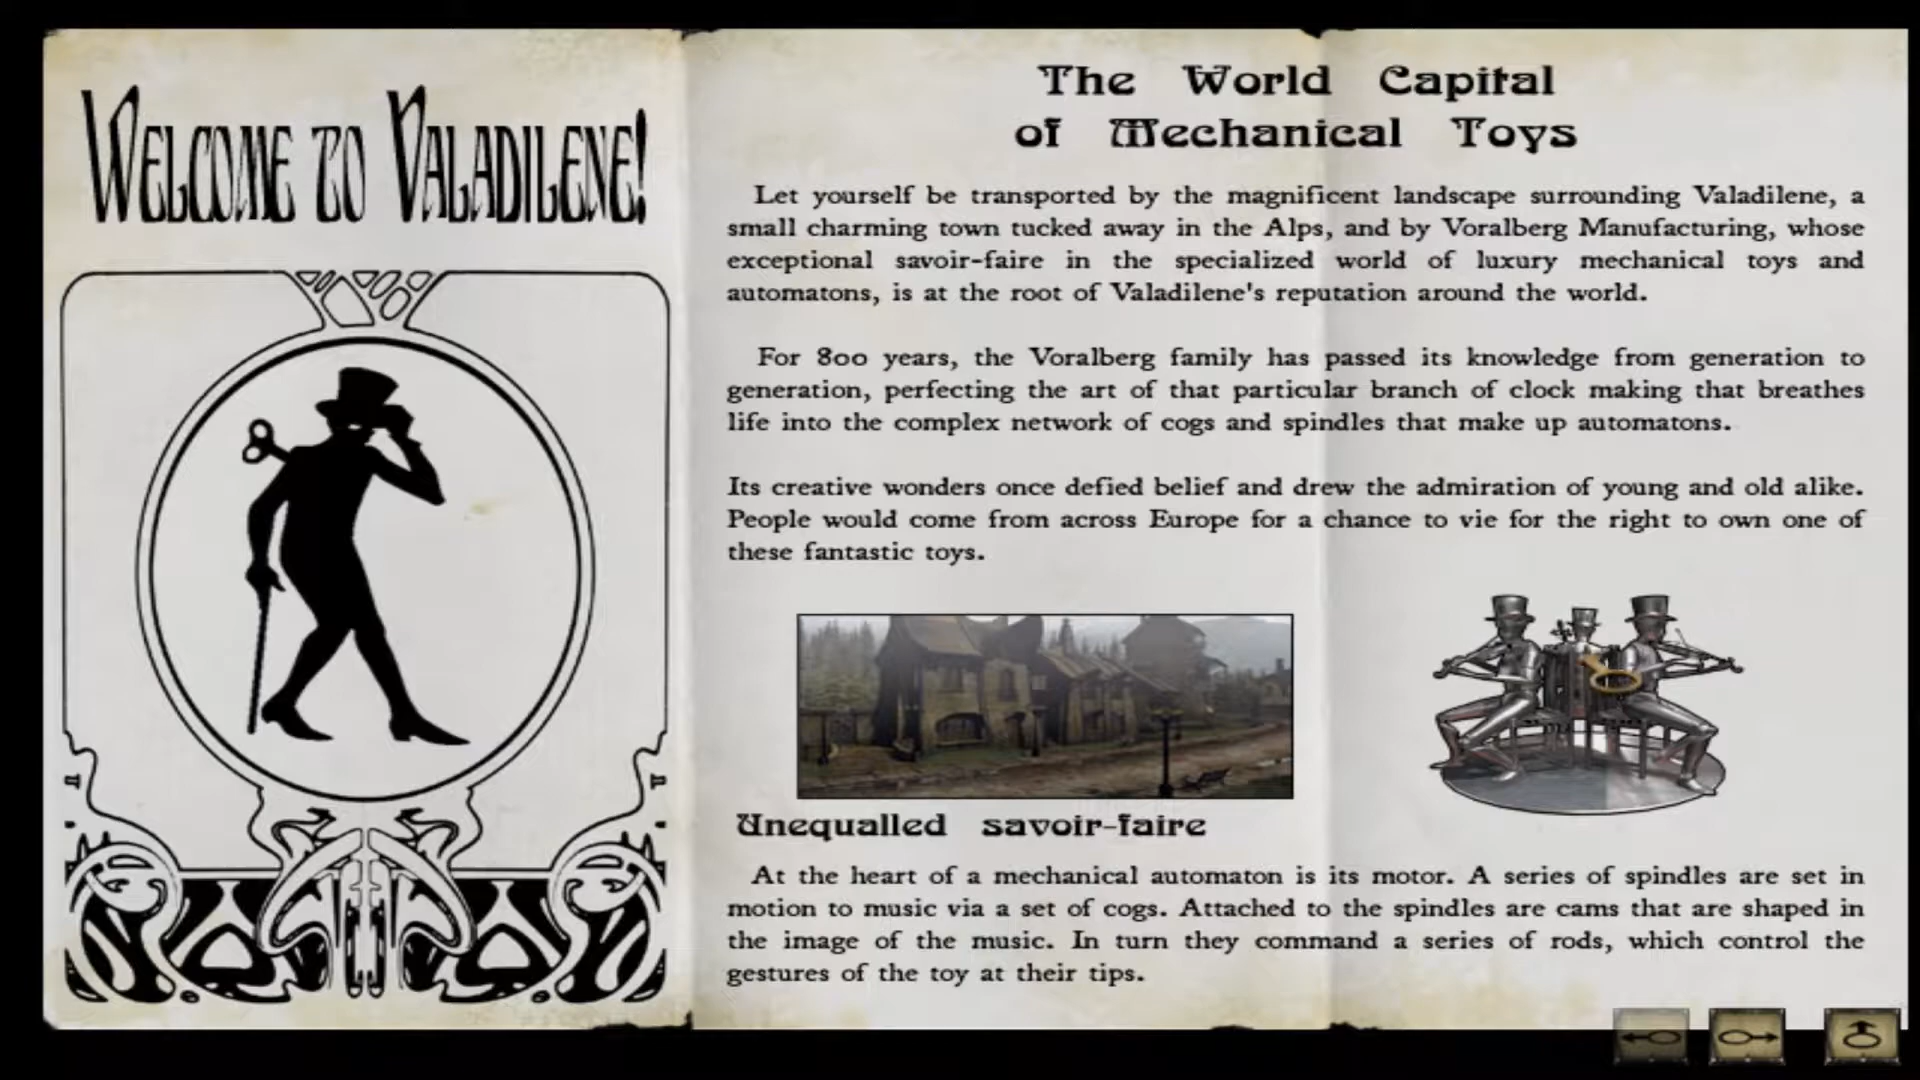 WELCOME TO VALADILENE!
The World Capital
of Mechanical Toys
Let yourself be transported by the magnificent landscape surrounding Valadilene, a
small charming town tucked away in the Alps, and by Voralberg Manufacturing, whose
exceptional savoir-faire in the specialized world of luxury mechanical toys and
automatons, is at the root of Valadilene's reputation around the world.
For 800 years, the Voralberg family has passed its knowledge from generation to
generation, perfecting the art of that particular branch of clock making that breathes
life into the complex network of cogs and spindles that make up automatons.
Its creative wonders once defied belief and drew the admiration of young and old alike.
People would come from across Europe for a chance to vie for the right to own one of
these fantastic toys.
Unequalled savoir-faire
At the heart of a mechanical automaton is its motor. A series of spindles are set in
motion to music via a set of cogs. Attached to the spindles are cams that are shaped in
the image of the music. In turn they command a series of rods, which control the
gestures of the toy at their tips.